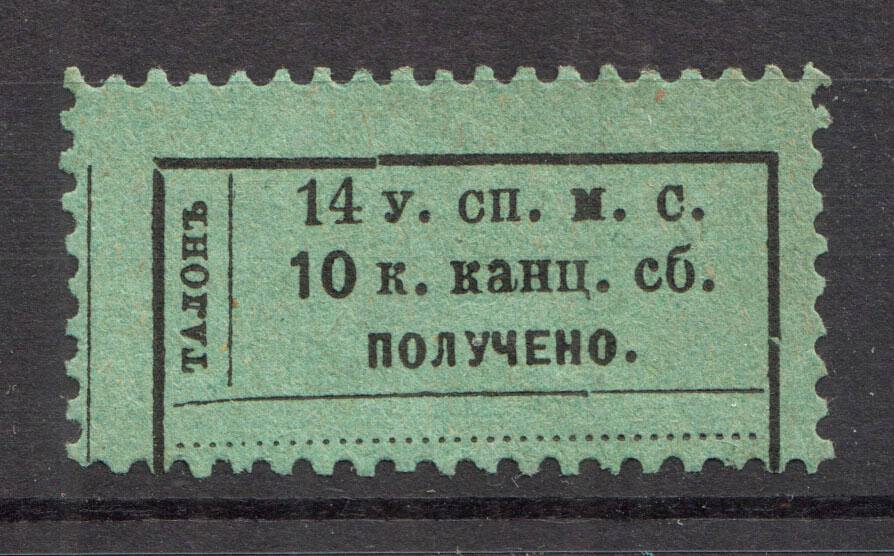 ТАЛОНЪ
14 у. сп. м. с.
10 к. канц. сб.
ПОЛУЧЕНО.